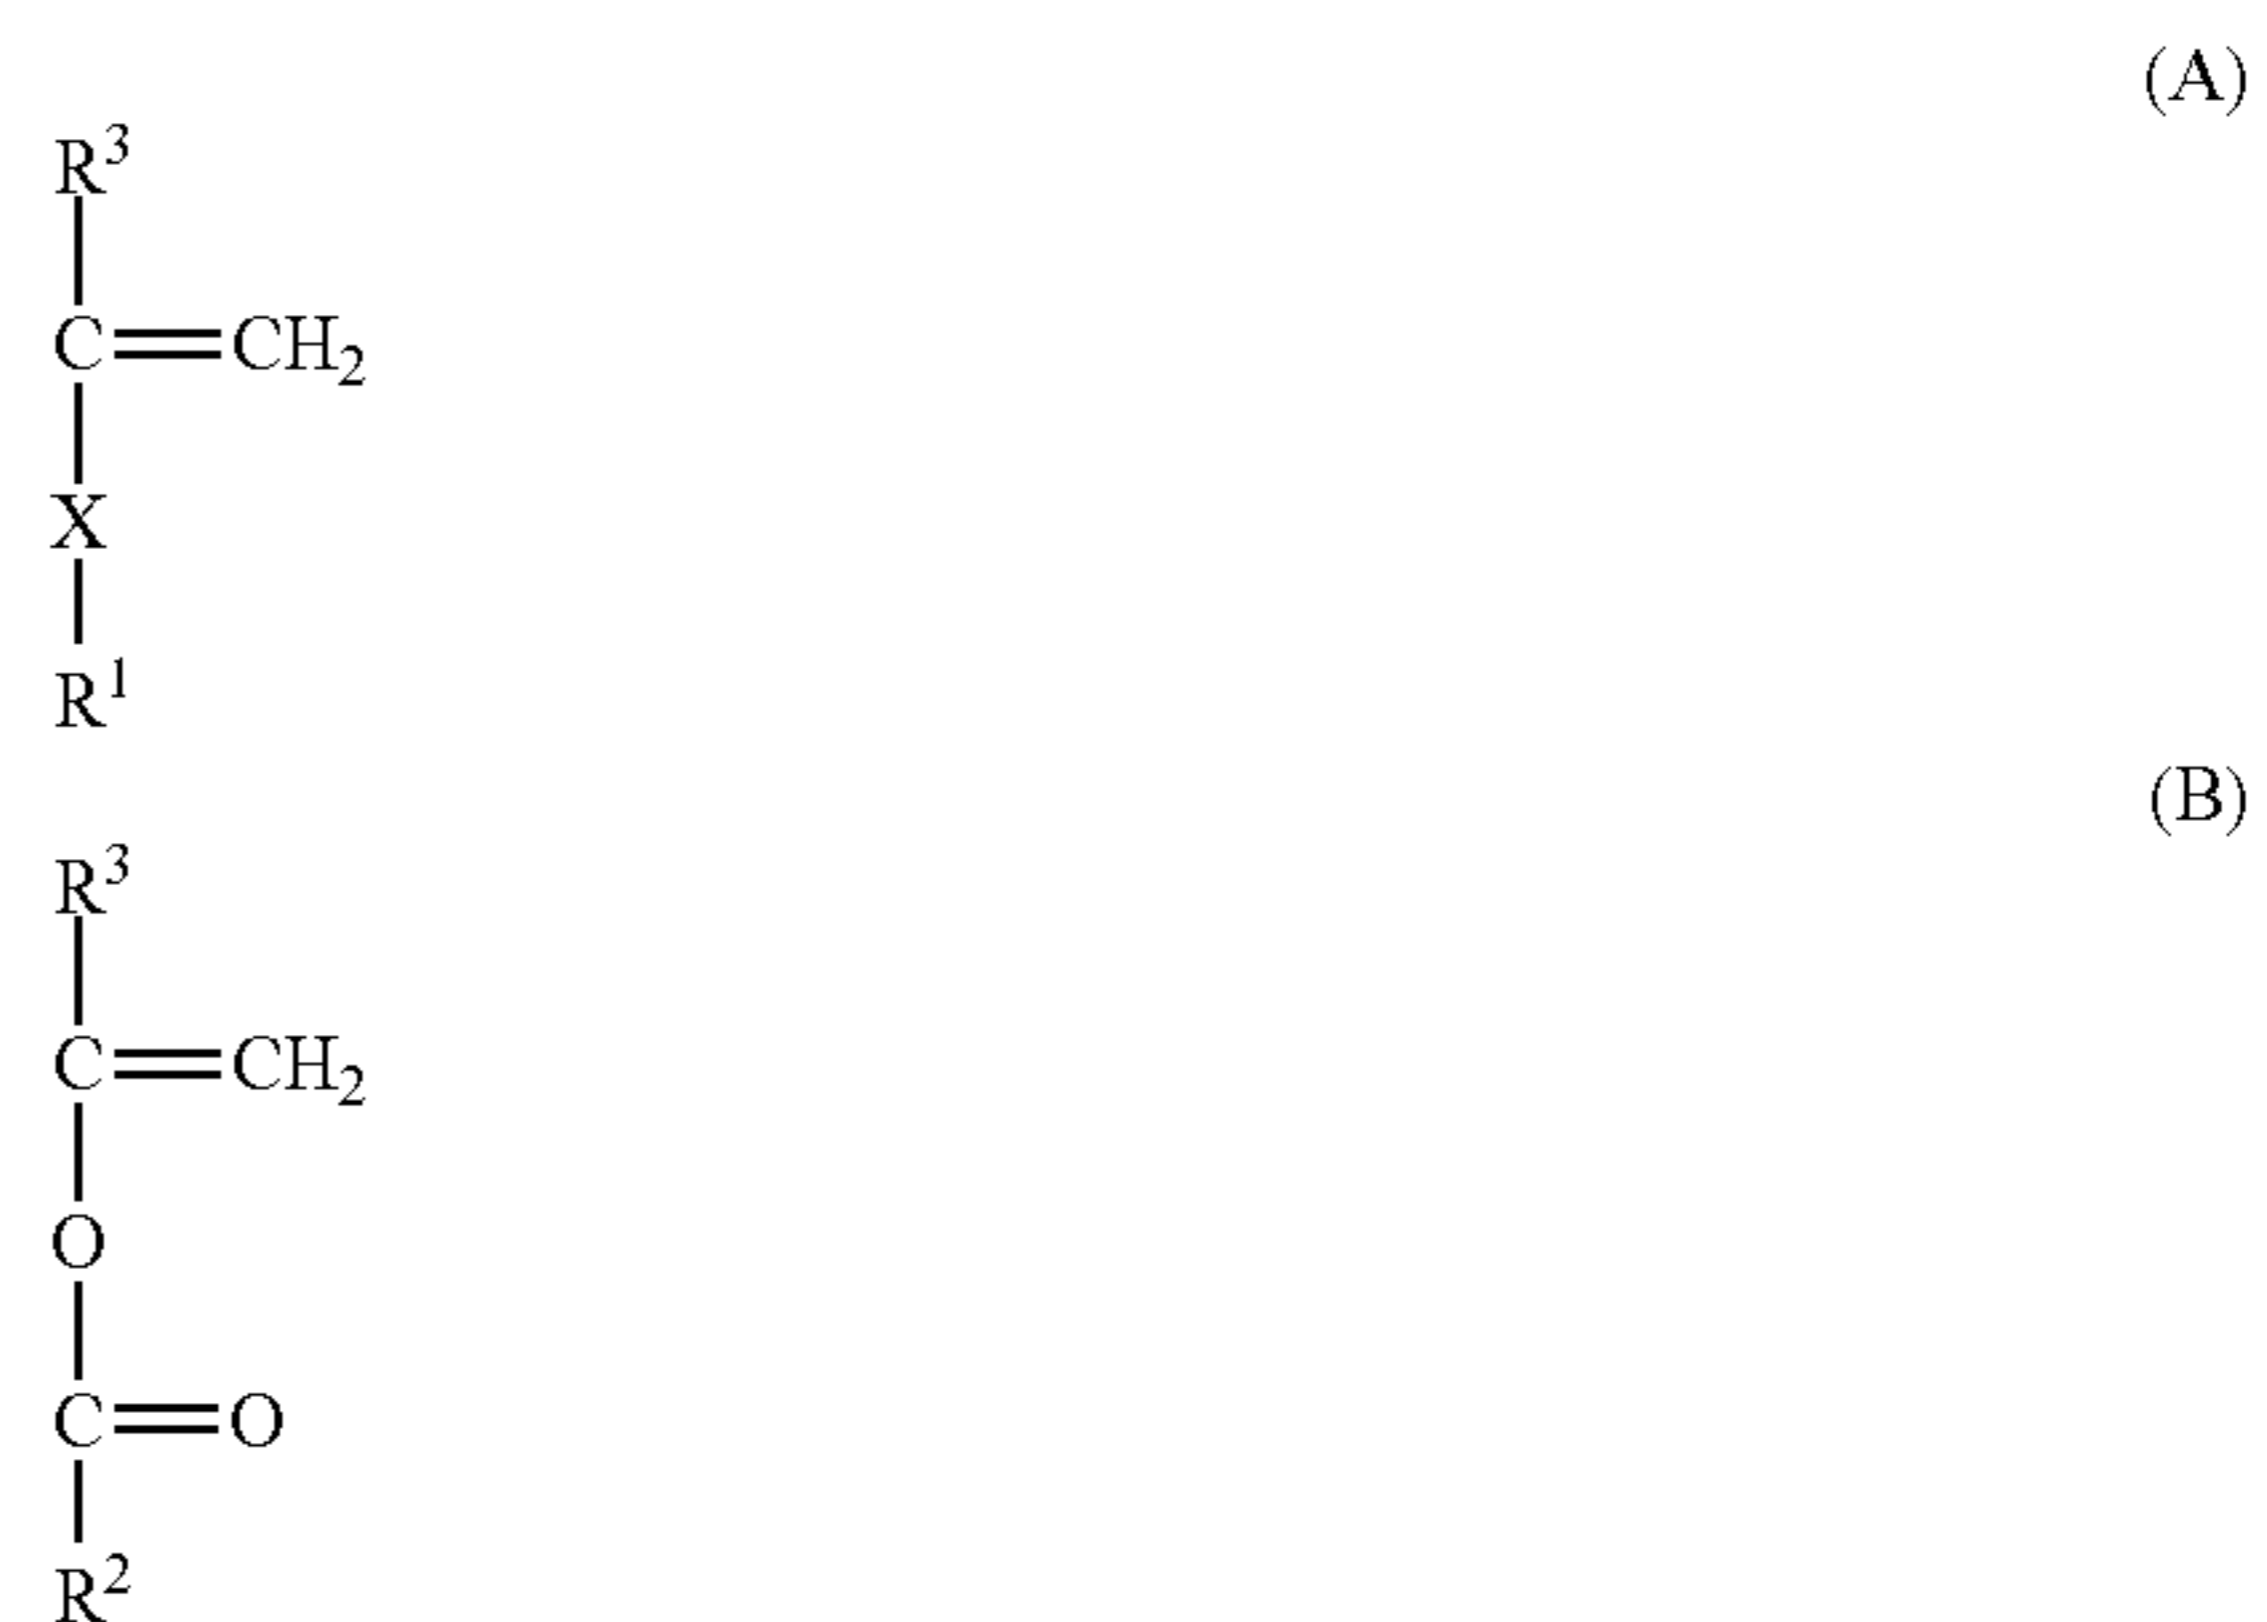 (A)
R³
C=CH₂
X
R¹
(B)
R³
C=CH₂
O
C=O
R²